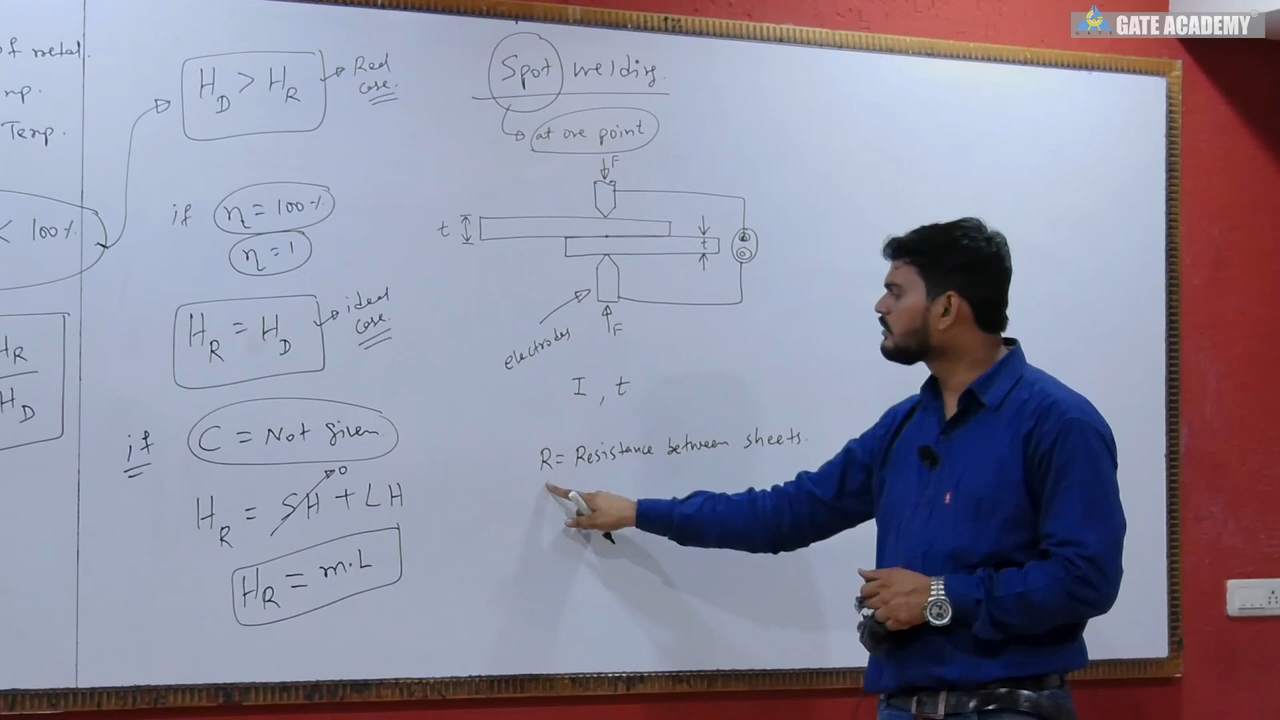 GATE ACADEMY
of metal.
Temp.
< 100%
H_R
H_D
H_D > H_R
Real
case.
if η = 100%
η = 1
H_R = H_D
ideal
case.
if C = Not given
H_R = SH + LH
0
H_R = m.L
Spot welding.
at one point
F
t
t
F
electrodes
I, t
R = Resistance between sheets.